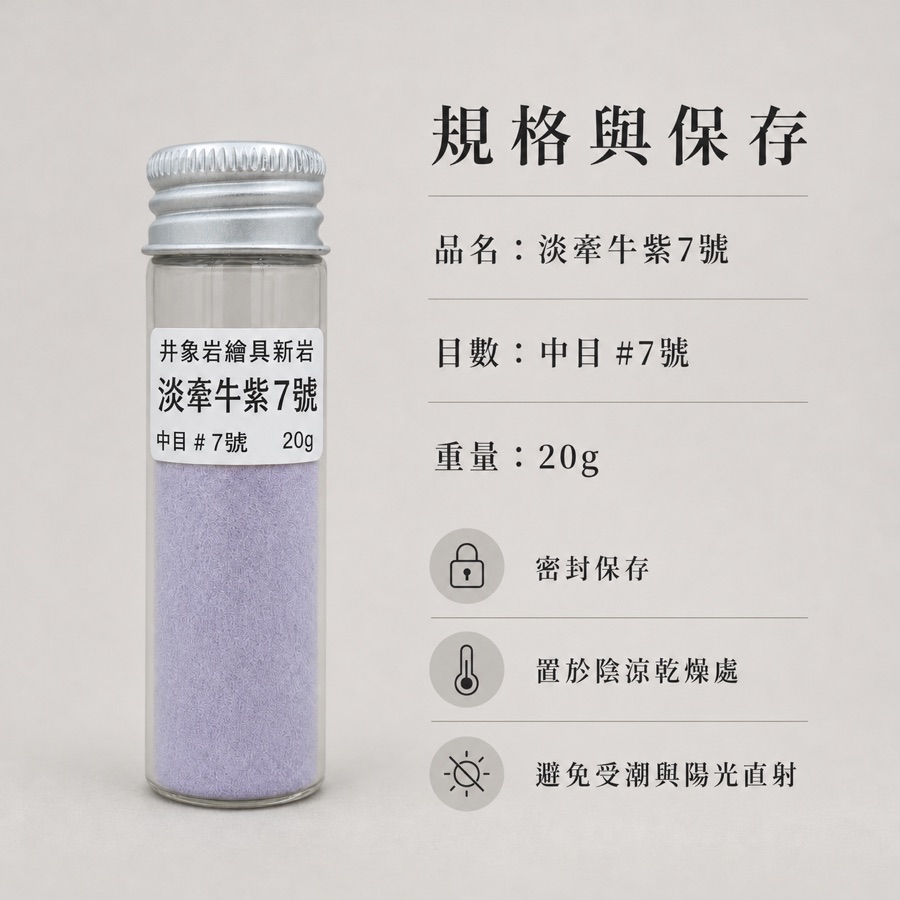 規格與保存
品名：淡牽牛紫7號
目數：中目 #7號
重量：20g
密封保存
置於陰涼乾燥處
避免受潮與陽光直射
井象岩繪具新岩
淡牽牛紫7號
中目 # 7號 20g